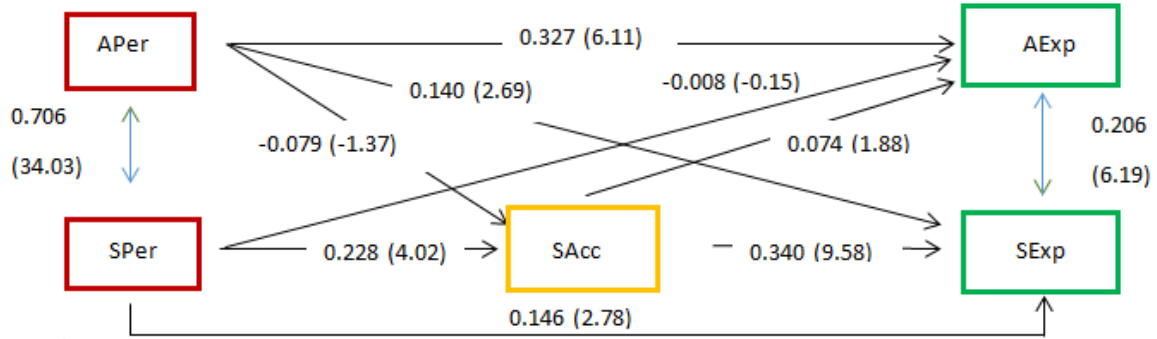 APer
0.327 (6.11)
AExp
0.140 (2.69)
-0.008 (-0.15)
0.706
(34.03)
-0.079 (-1.37)
0.074 (1.88)
0.206
(6.19)
SPer
0.228 (4.02)
SAcc
0.340 (9.58)
SExp
0.146 (2.78)